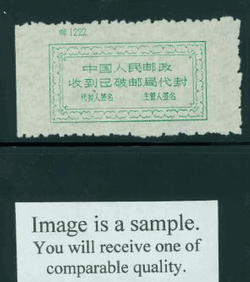 1222
中国人民邮政
收到已破邮局代封
代封人签名 主管人签名
Image is a sample.
You will receive one of
comparable quality.